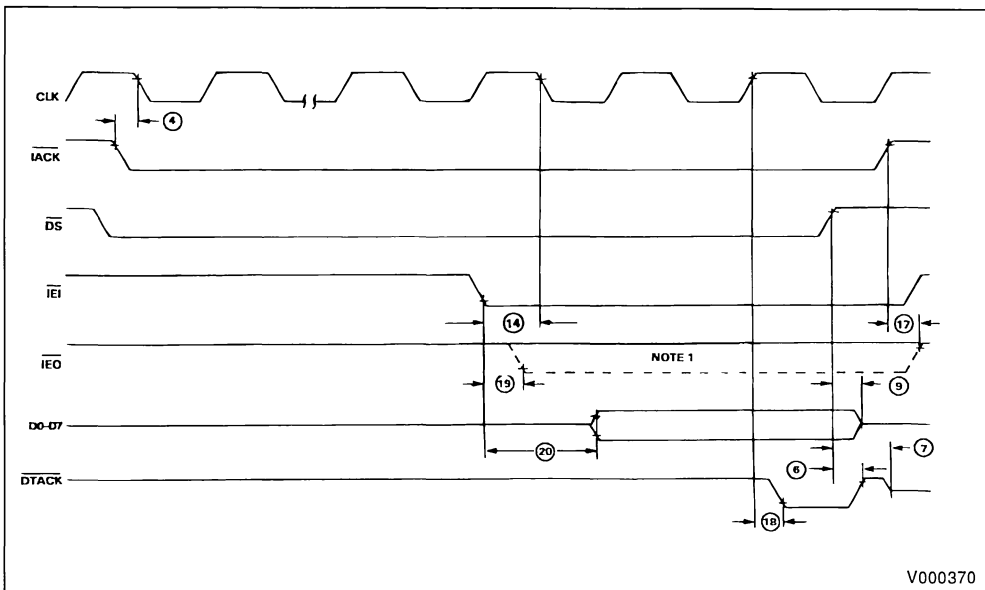 CLK
4
IACK
DS
IEI
14
17
IEO
NOTE 1
19
9
D0–D7
20
7
6
DTACK
18
V000370